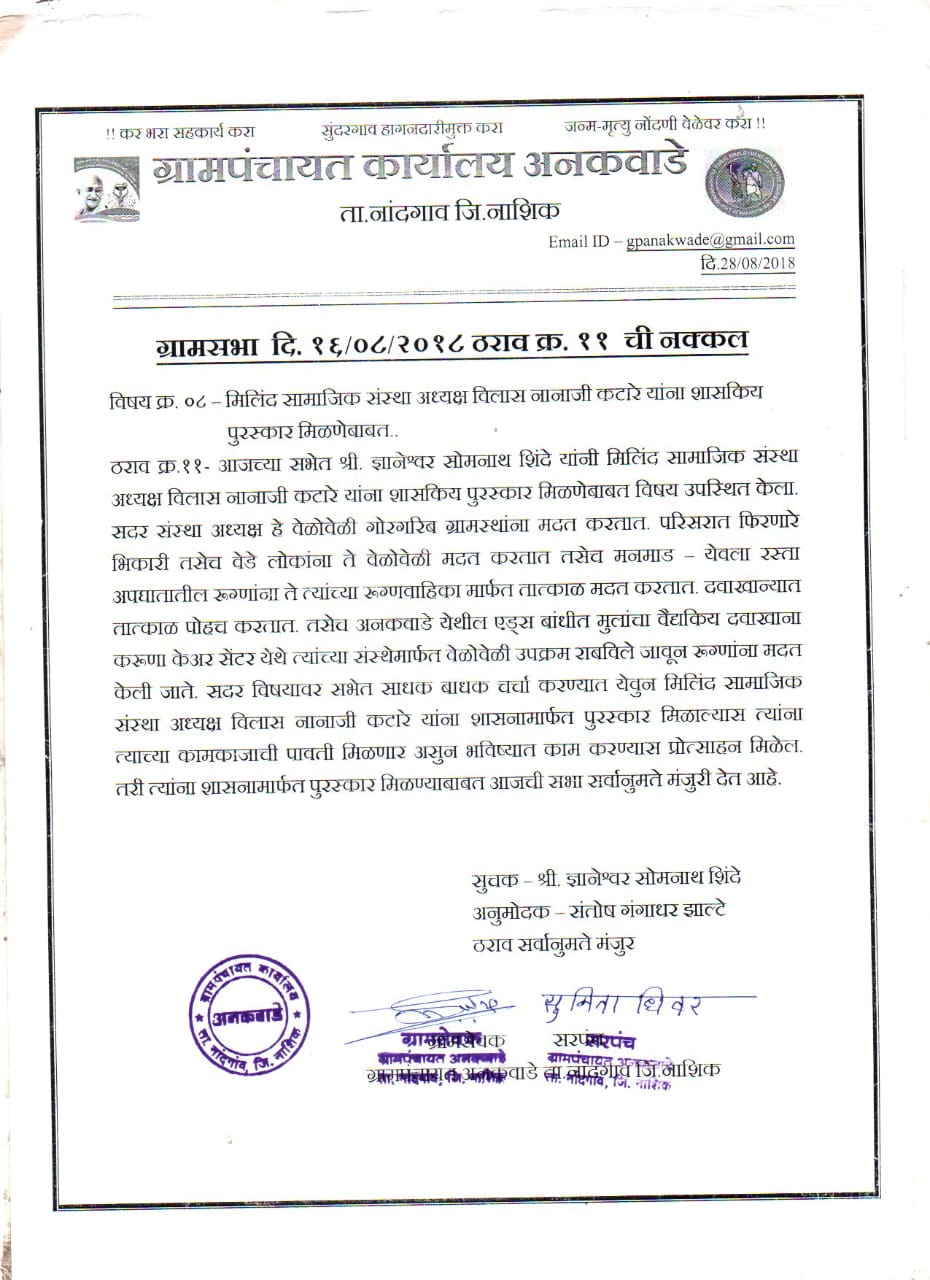 !! कर भरा सहकार्य करा सुंदरगाव हागनदारीमुक्त करा जन्म-मृत्यु नोंदणी वेळेवर करा !!
ग्रामपंचायत कार्यालय अनकवाडे
ता.नांदगाव जि.नाशिक
Email ID – gpanakwade@gmail.com
दि.28/08/2018
ग्रामसभा दि. १६/०८/२०१८ ठराव क्र. ११ ची नक्कल
विषय क्र. ०८ – मिलिंद सामाजिक संस्था अध्यक्ष विलास नानाजी कटारे यांना शासकिय
पुरस्कार मिळणेबाबत..
ठराव क्र.११- आजच्या सभेत श्री. ज्ञानेश्वर सोमनाथ शिंदे यांनी मिलिंद सामाजिक संस्था
अध्यक्ष विलास नानाजी कटारे यांना शासकिय पुरस्कार मिळणेबाबत विषय उपस्थित केला.
सदर संस्था अध्यक्ष हे वेळोवेळी गोरगरिब ग्रामस्थांना मदत करतात. परिसरात फिरणारे
भिकारी तसेच वेडे लोकांना ते वेळोवेळी मदत करतात तसेच मनमाड – येवला रस्ता
अपघातातील रूग्णांना ते त्यांच्या रूग्णवाहिका मार्फत तात्काळ मदत करतात. दवाखान्यात
तात्काळ पोहच करतात. तसेच अनकवाडे येथील एड्स बांधीत मुलांचा वैद्यकिय दवाखाना
करूणा केअर सेंटर येथे त्यांच्या संस्थेमार्फत वेळोवेळी उपक्रम राबविले जावून रूग्णांना मदत
केली जाते. सदर विषयावर सभेत साधक बाधक चर्चा करण्यात येवुन मिलिंद सामाजिक
संस्था अध्यक्ष विलास नानाजी कटारे यांना शासनामार्फत पुरस्कार मिळाल्यास त्यांना
त्याच्या कामकाजाची पावती मिळणार असुन भविष्यात काम करण्यास प्रोत्साहन मिळेल.
तरी त्यांना शासनामार्फत पुरस्कार मिळण्याबाबत आजची सभा सर्वानुमते मंजुरी देत आहे.
सुचक – श्री. ज्ञानेश्वर सोमनाथ शिंदे
अनुमोदक – संतोष गंगाधर झाल्टे
ठराव सर्वानुमते मंजुर
ग्रामपंचायत कार्यालय
अनकवाडे
ता. नांदगांव, जि. नाशिक
सुमिता धिवर
ग्रामसेवक सरपंच
ग्रामसेवक सरपंच
ग्रामपंचायत अनकवाडे ग्रामपंचायत अनकवाडे
ता. नांदगांव, जि. नाशिक ता. नांदगांव, जि. नाशिक
ग्रामपंचायत अनकवाडे ता.नांदगाव जि.नाशिक